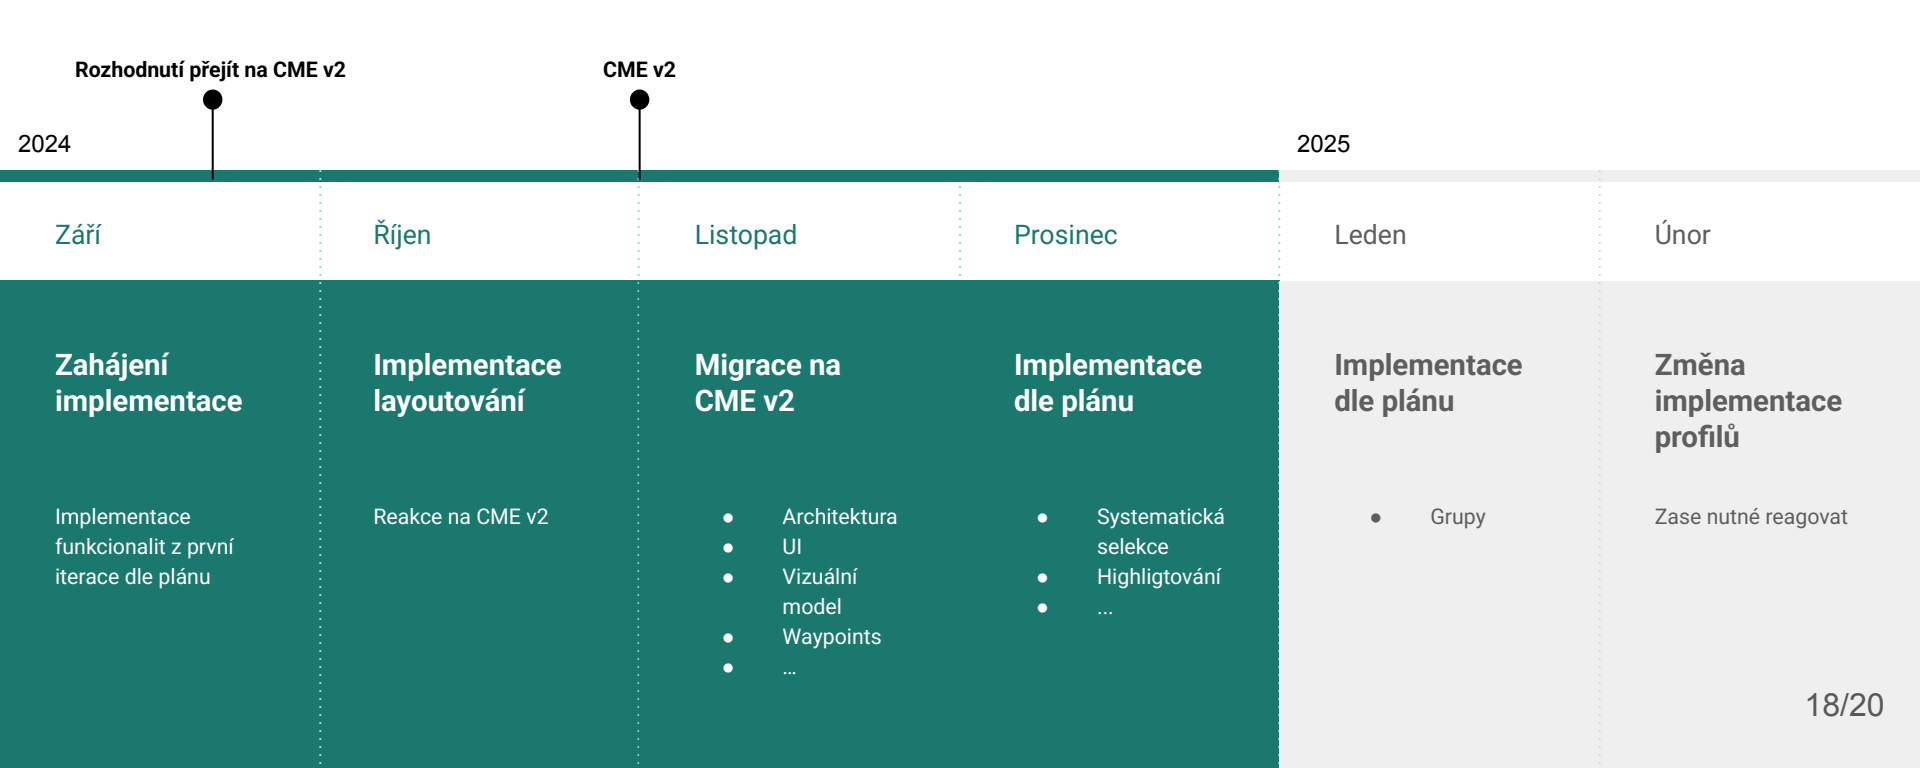 Rozhodnutí přejít na CME v2
CME v2
2024
2025
Září
Říjen
Listopad
Prosinec
Leden
Únor
Zahájení
implementace
Implementace
funkcionalit z první
iterace dle plánu
Implementace
layoutování
Reakce na CME v2
Migrace na
CME v2
● Architektura
● UI
● Vizuální
model
● Waypoints
● ...
Implementace
dle plánu
● Systematická
selekce
● Highligtování
● ...
Implementace
dle plánu
● Grupy
Změna
implementace
profilů
Zase nutné reagovat
18/20